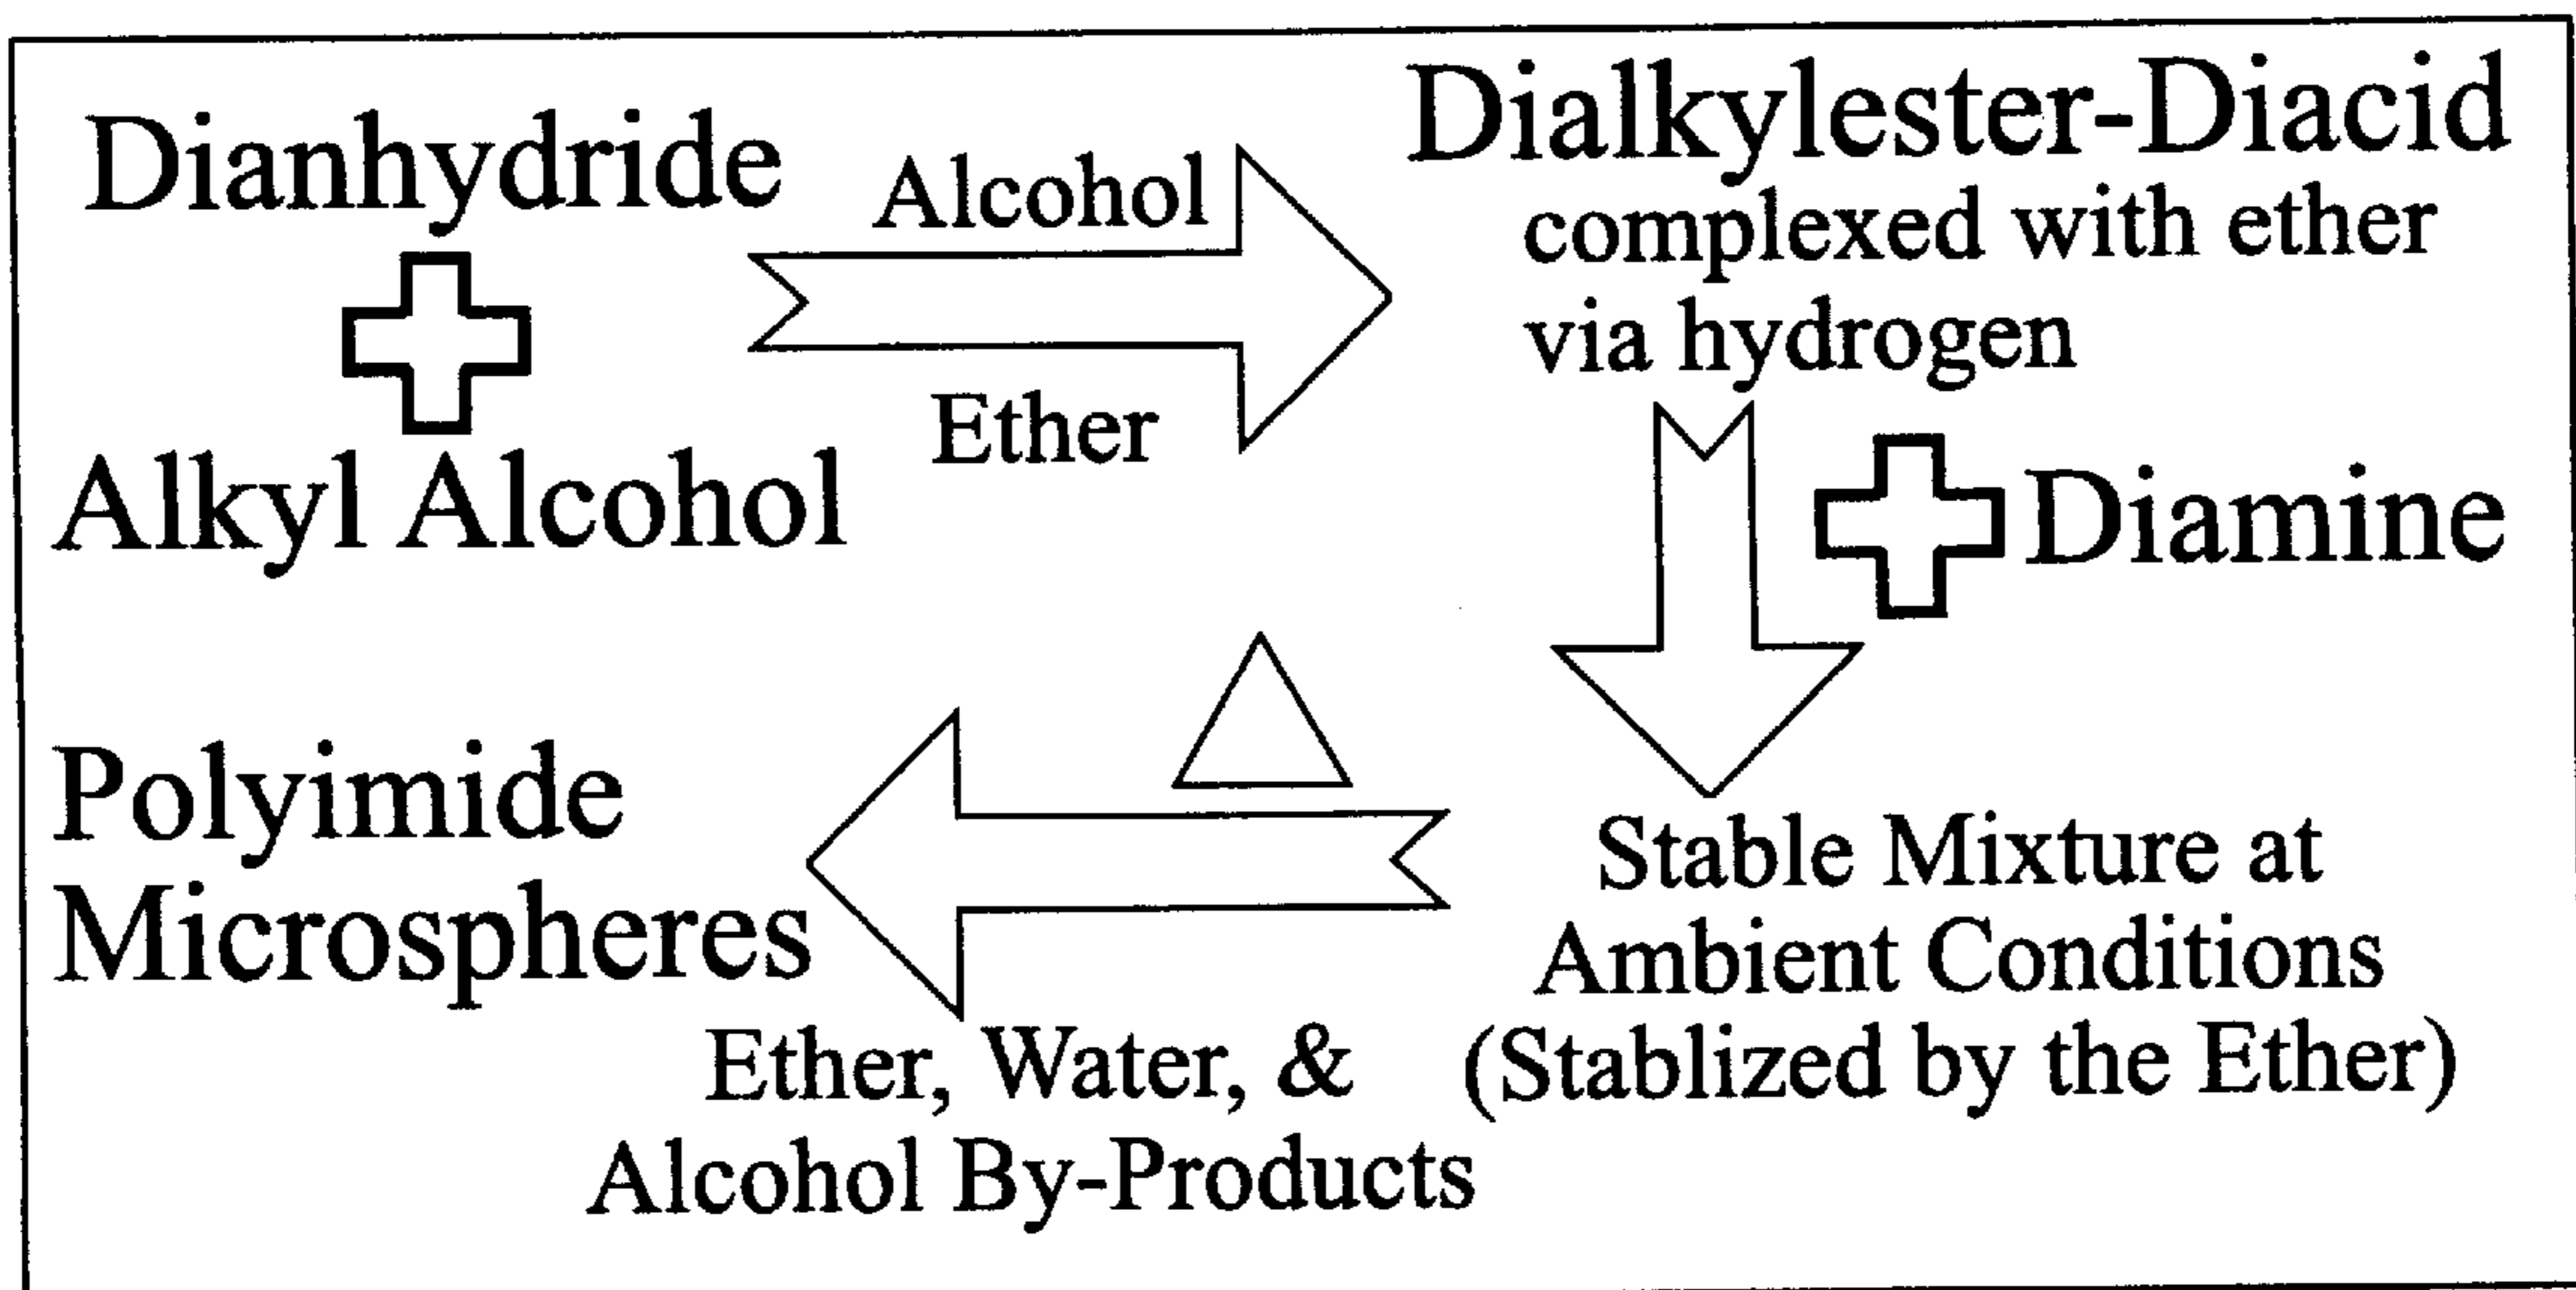 Dianhydride
Alkyl Alcohol
Alcohol
Ether
Dialkylester-Diacid
complexed with ether
via hydrogen
Diamine
Stable Mixture at
Ambient Conditions
(Stablized by the Ether)
Ether, Water, &
Alcohol By-Products
Polyimide
Microspheres